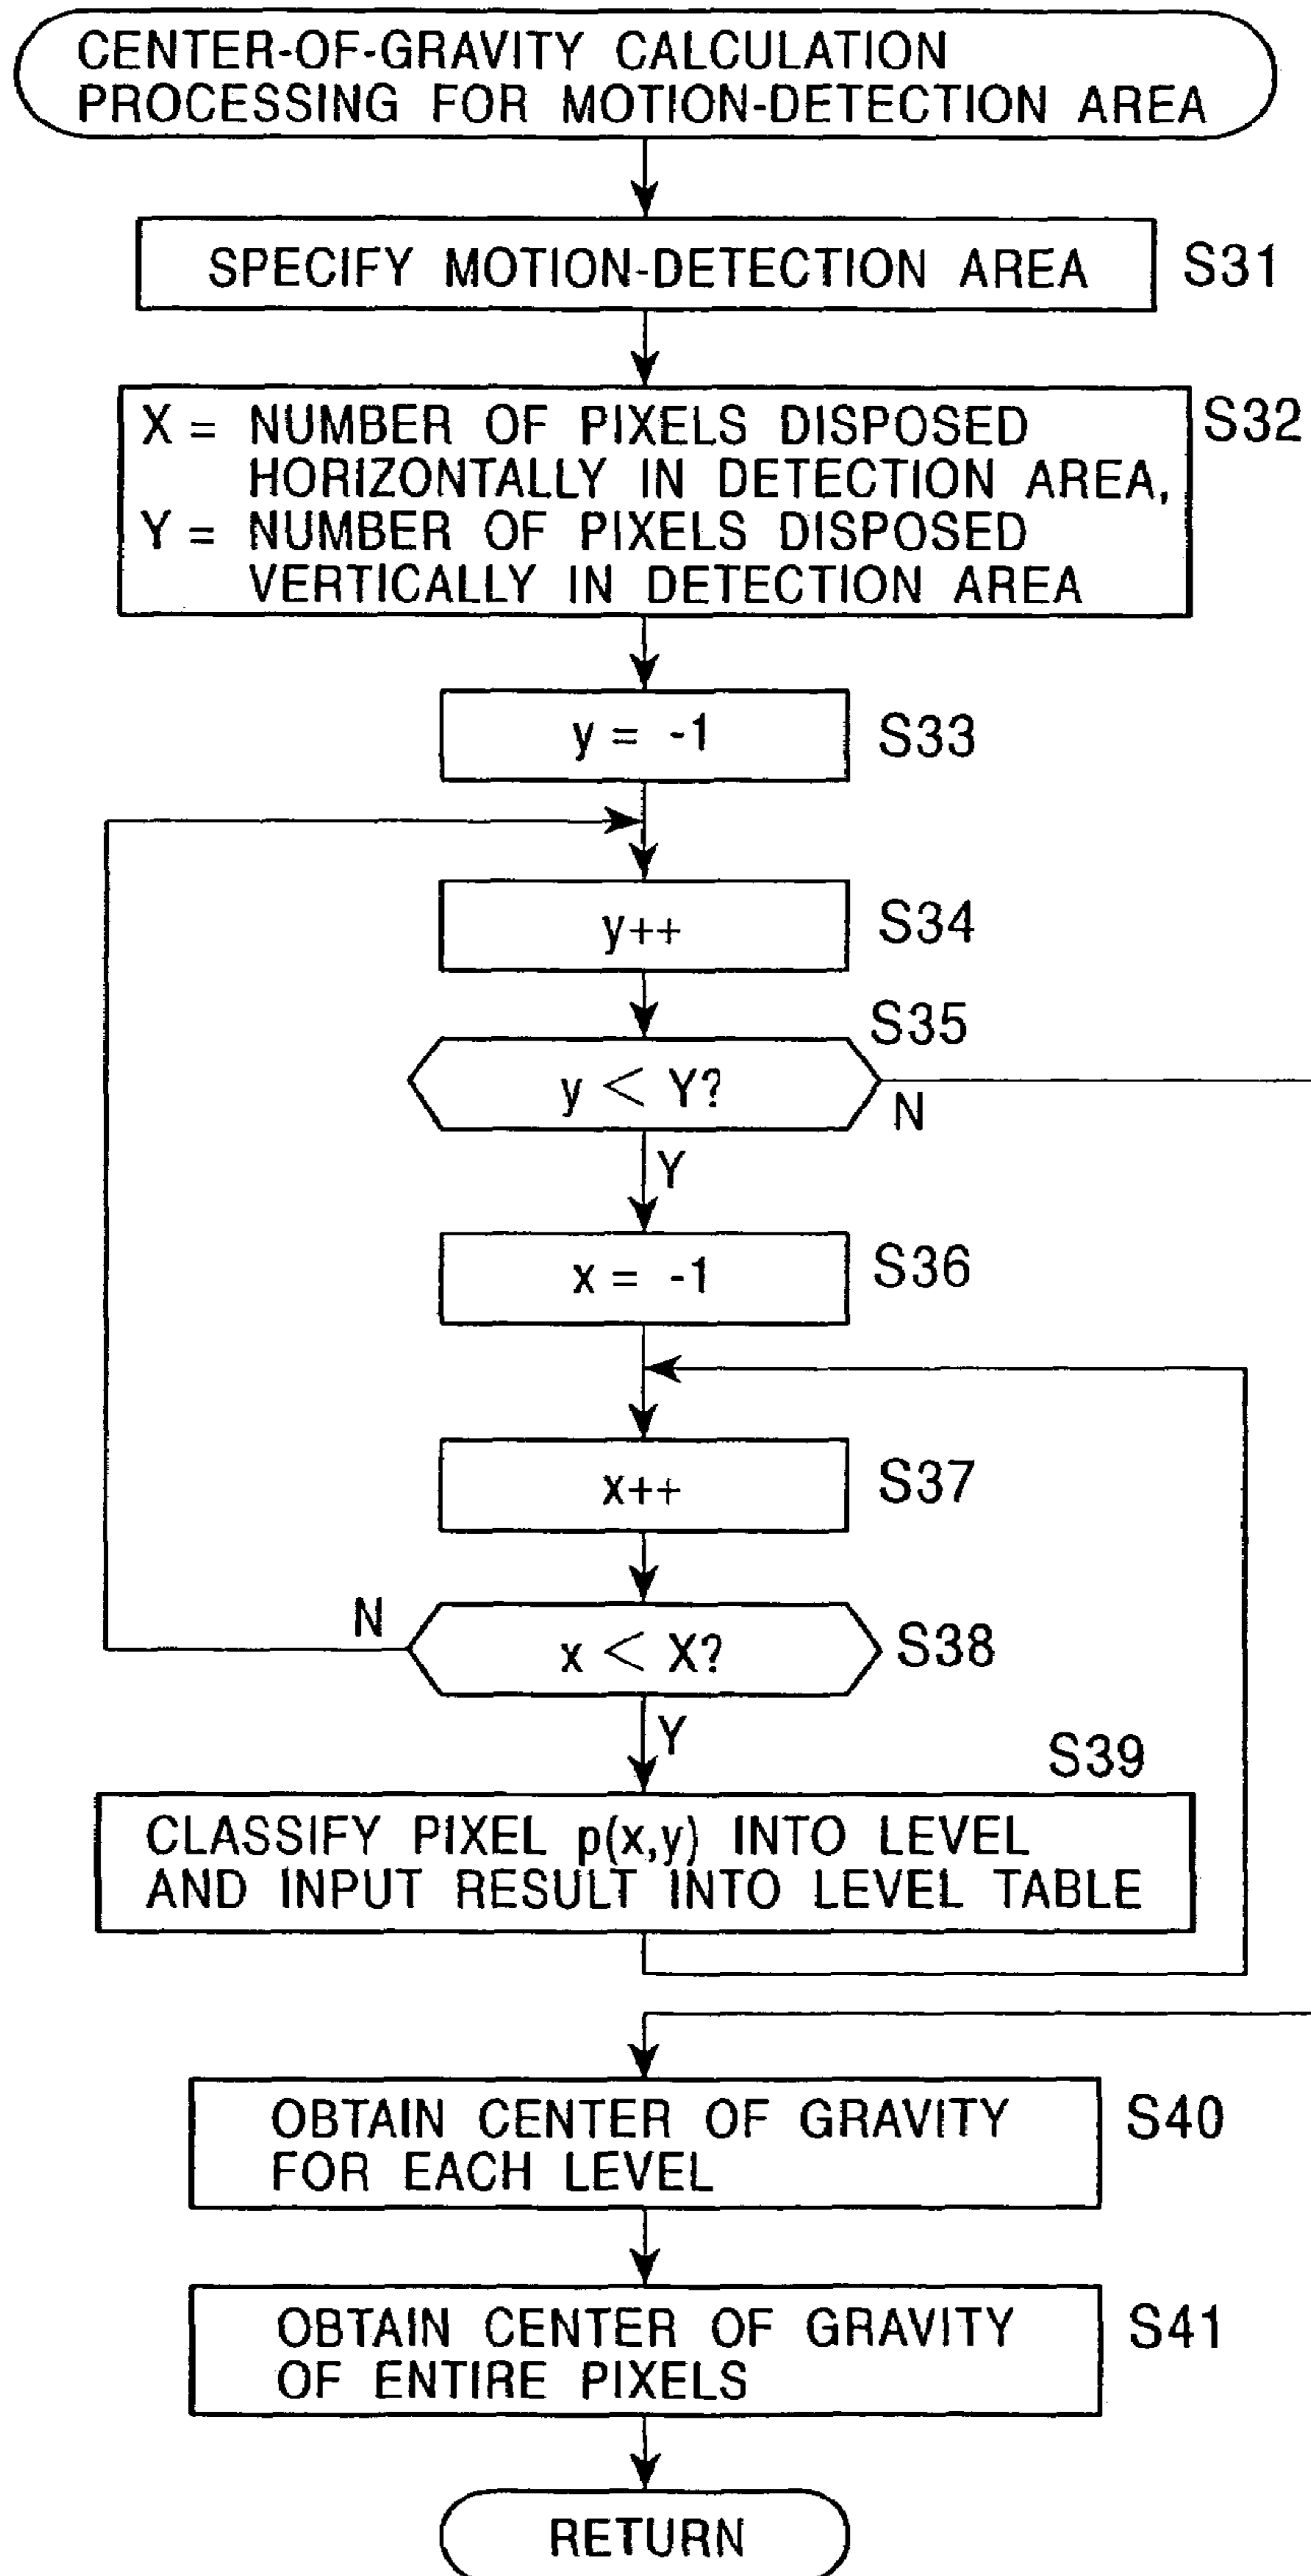 CENTER-OF-GRAVITY CALCULATION
PROCESSING FOR MOTION-DETECTION AREA
SPECIFY MOTION-DETECTION AREA
S31
X = NUMBER OF PIXELS DISPOSED
HORIZONTALLY IN DETECTION AREA,
Y = NUMBER OF PIXELS DISPOSED
VERTICALLY IN DETECTION AREA
S32
y = -1
S33
y++
S34
S35
y < Y?
N
Y
x = -1
S36
x++
S37
N
x < X?
S38
Y
S39
CLASSIFY PIXEL p(x,y) INTO LEVEL
AND INPUT RESULT INTO LEVEL TABLE
OBTAIN CENTER OF GRAVITY
FOR EACH LEVEL
S40
OBTAIN CENTER OF GRAVITY
OF ENTIRE PIXELS
S41
RETURN